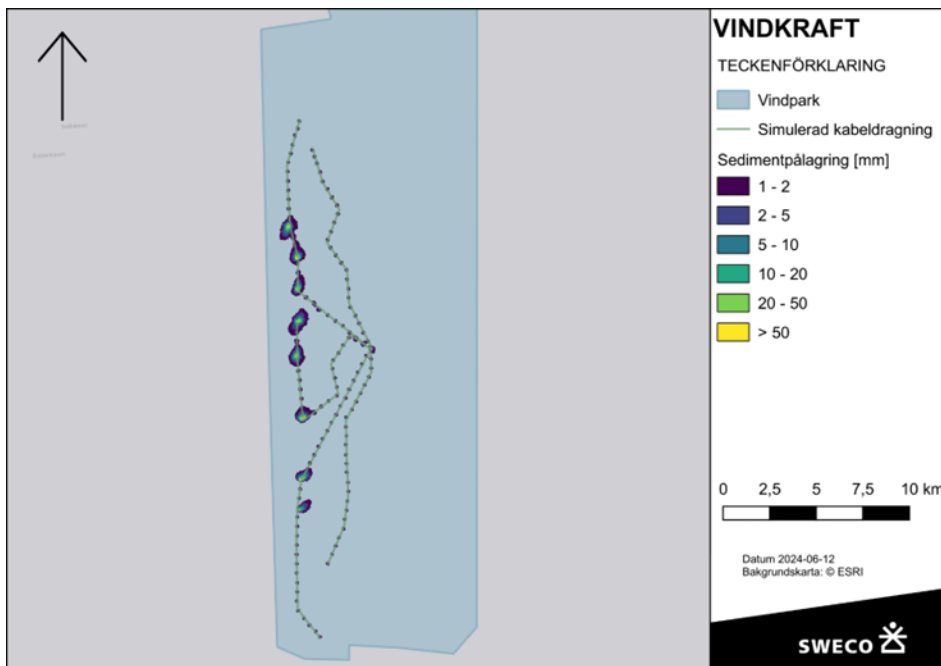 VINDKRAFT
TECKENFÖRKLARING
Vindpark
Simulerad kabeldragning
Sedimentpålagring [mm]
1 - 2
2 - 5
5 - 10
10 - 20
20 - 50
> 50
0 2,5 5 7,5 10 km
Datum 2024-06-12
Bakgrundskarta: © ESRI
SWECO